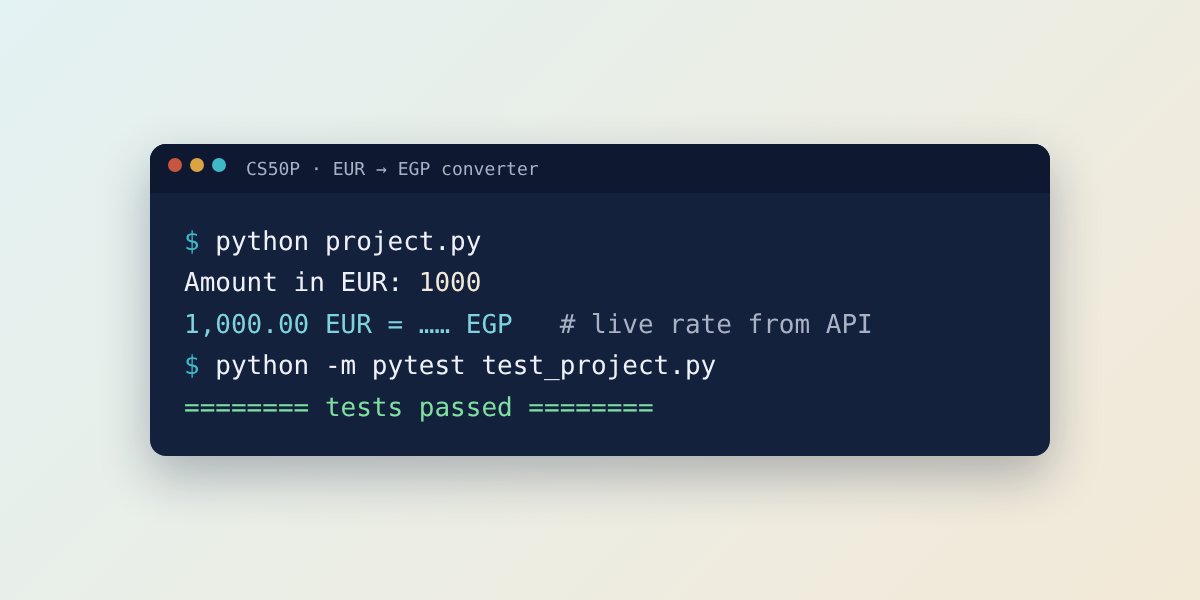 CS50P · EUR → EGP converter
$ python project.py
Amount in EUR: 1000
1,000.00 EUR = …… EGP   # live rate from API
$ python -m pytest test_project.py
======== tests passed ========